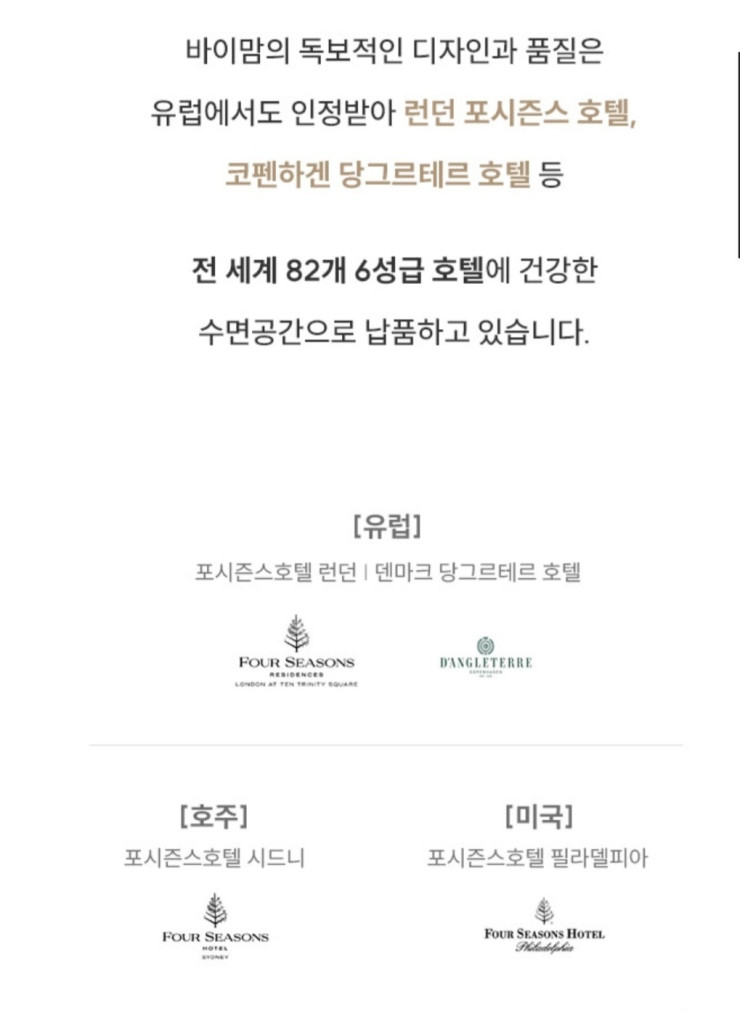 바이맘의 독보적인 디자인과 품질은
유럽에서도 인정받아 런던 포시즌스 호텔,
코펜하겐 당그르테르 호텔 등
전 세계 82개 6성급 호텔에 건강한
수면공간으로 납품하고 있습니다.
[유럽]
포시즌스호텔 런던 | 덴마크 당그르테르 호텔
FOUR SEASONS
RESIDENCES
LONDON AT TEN TRINITY SQUARE
D'ANGLETERRE
COPENHAGEN
[호주]
포시즌스호텔 시드니
FOUR SEASONS
HOTEL
SYDNEY
[미국]
포시즌스호텔 필라델피아
FOUR SEASONS HOTEL
Philadelphia